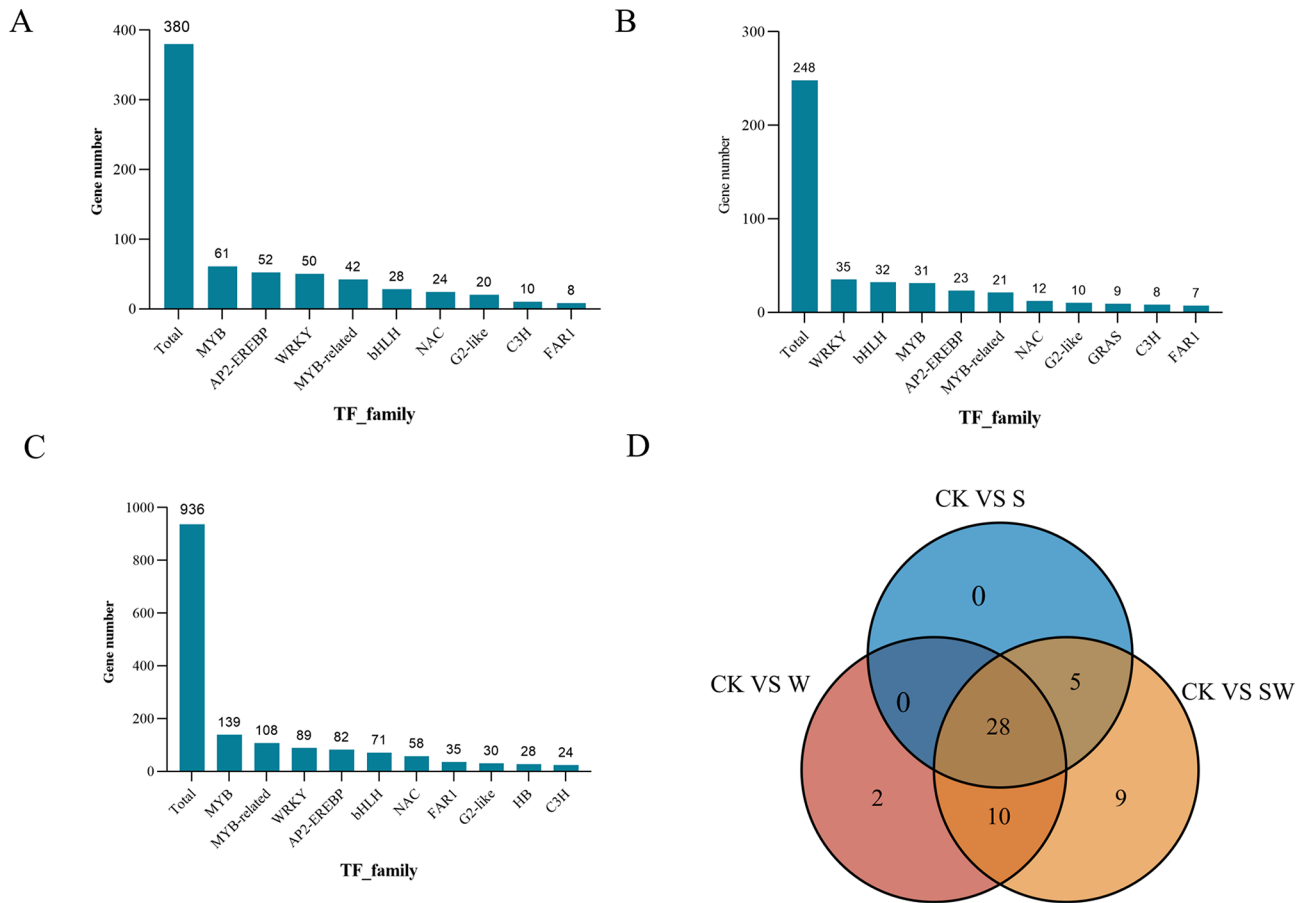 A
Gene number
400
300
200
100
0
380
61
52
50
42
28
24
20
10
8
Total
MYB
AP2-EREBP
WRKY
MYB-related
bHLH
NAC
G2-like
C3H
FAR1
TF_family
B
Gene number
300
200
100
0
248
35
32
31
23
21
12
10
9
8
7
Total
WRKY
bHLH
MYB
AP2-EREBP
MYB-related
NAC
G2-like
GRAS
C3H
FAR1
TF_family
C
Gene number
1000
800
600
400
200
0
936
139
108
89
82
71
58
35
30
28
24
Total
MYB
MYB-related
WRKY
AP2-EREBP
bHLH
NAC
FAR1
G2-like
HB
C3H
TF_family
D
CK VS S
0
CK VS W
CK VS SW
0
5
28
2
10
9